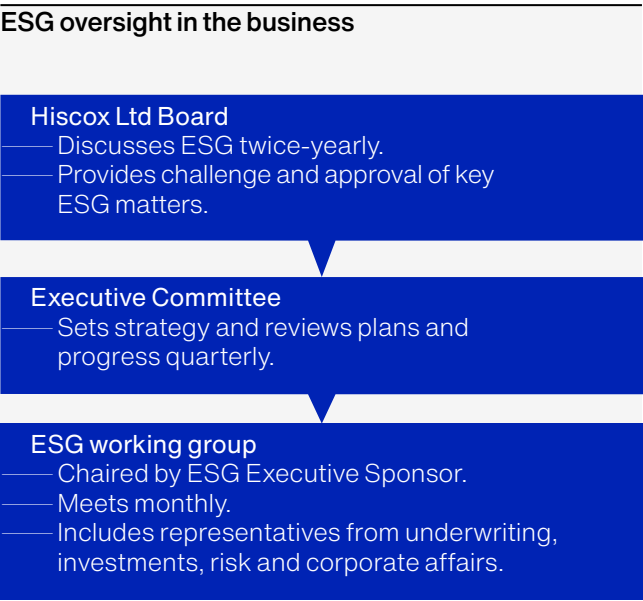 ESG oversight in the business
Hiscox Ltd Board
Discusses ESG twice-yearly.
Provides challenge and approval of key
ESG matters.
Executive Committee
Sets strategy and reviews plans and
progress quarterly.
ESG working group
Chaired by ESG Executive Sponsor.
Meets monthly.
Includes representatives from underwriting,
investments, risk and corporate affairs.